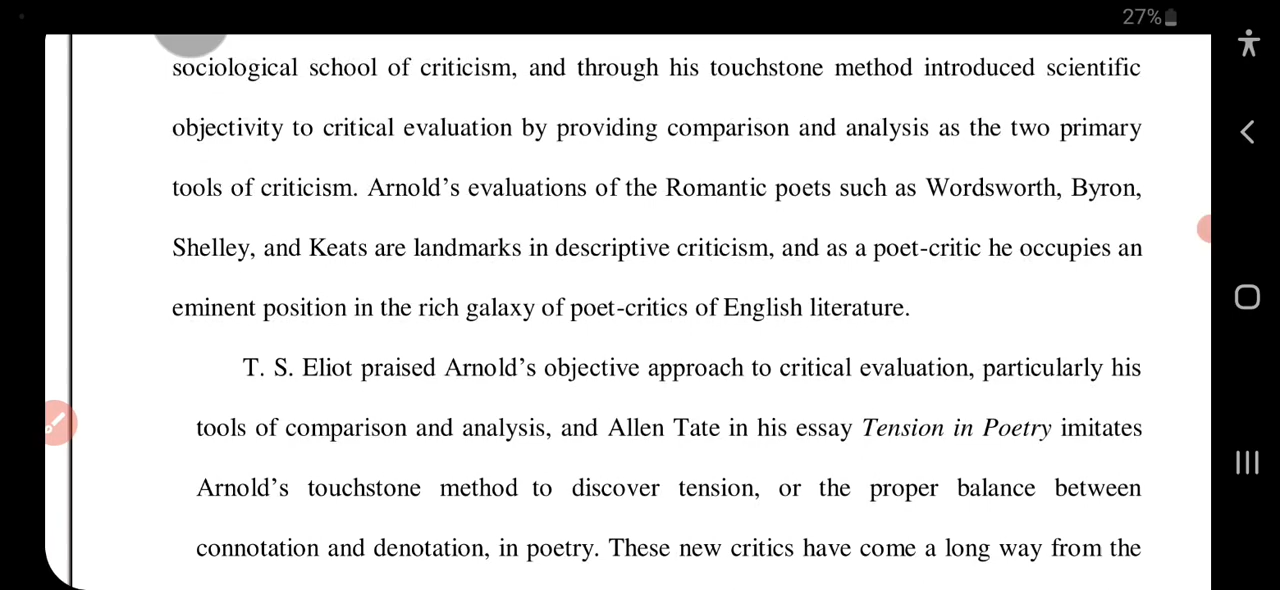 27%
sociological school of criticism, and through his touchstone method introduced scientific
objectivity to critical evaluation by providing comparison and analysis as the two primary
tools of criticism. Arnold’s evaluations of the Romantic poets such as Wordsworth, Byron,
Shelley, and Keats are landmarks in descriptive criticism, and as a poet-critic he occupies an
eminent position in the rich galaxy of poet-critics of English literature.
T. S. Eliot praised Arnold’s objective approach to critical evaluation, particularly his
tools of comparison and analysis, and Allen Tate in his essay Tension in Poetry imitates
Arnold’s touchstone method to discover tension, or the proper balance between
connotation and denotation, in poetry. These new critics have come a long way from the